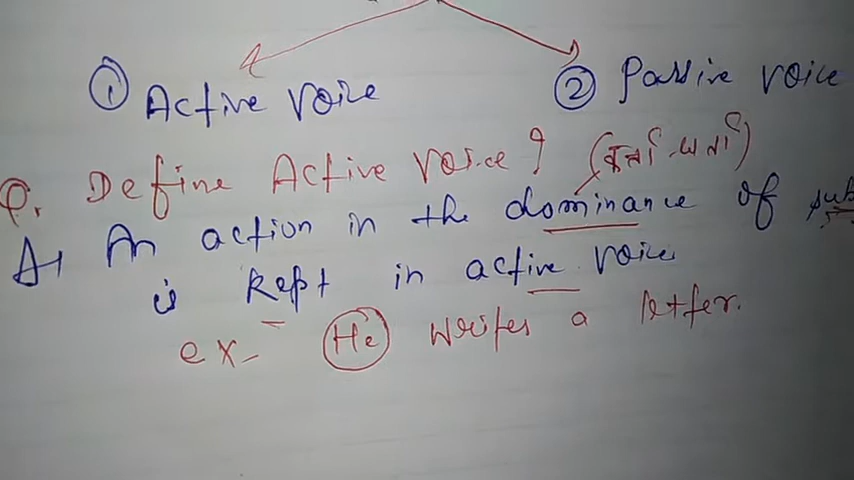 ① Active Voice ② Passive Voice
Q. Define Active Voice?
A. An action in the dominance of sub
is kept in active voice
ex- He writes a letter.